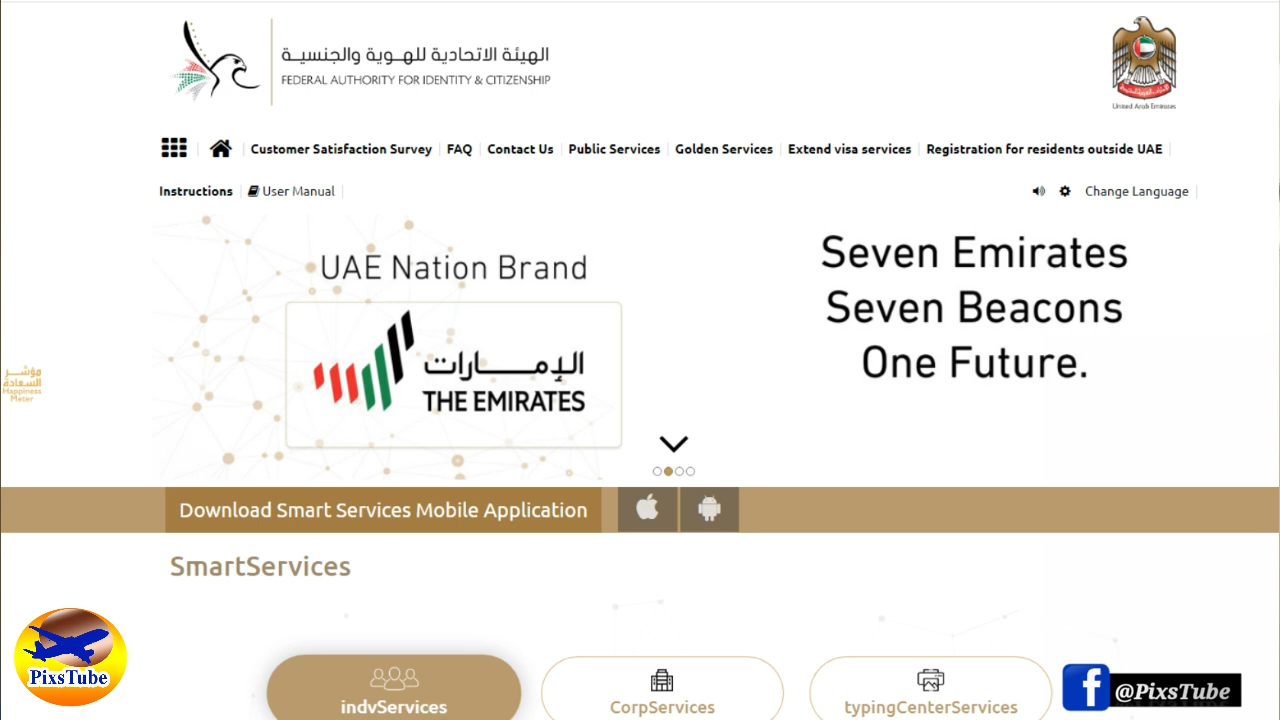 الهيئة الاتحادية للهوية والجنسية
FEDERAL AUTHORITY FOR IDENTITY & CITIZENSHIP
United Arab Emirates
Customer Satisfaction Survey
FAQ
Contact Us
Public Services
Golden Services
Extend visa services
Registration for residents outside UAE
Instructions
User Manual
Change Language
UAE Nation Brand
الإمارات
THE EMIRATES
Seven Emirates
Seven Beacons
One Future.
مؤشر
السعادة
Happiness
Meter
Download Smart Services Mobile Application
SmartServices
indvServices
CorpServices
typingCenterServices
PixsTube
f
@PixsTube